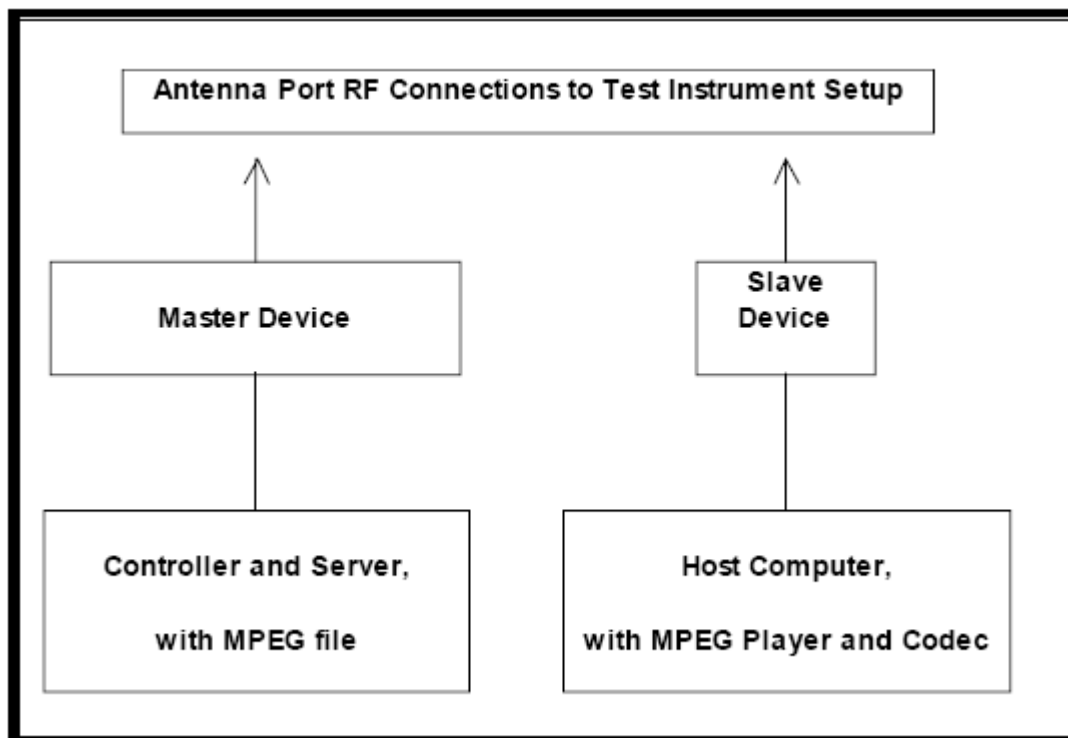 Antenna Port RF Connections to Test Instrument Setup
Master Device
Slave
Device
Controller and Server,
with MPEG file
Host Computer,
with MPEG Player and Codec